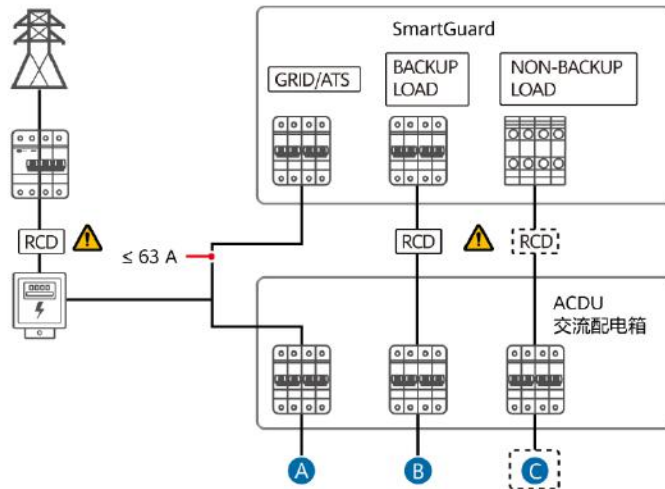 SmartGuard
GRID/ATS
BACKUP
LOAD
NON-BACKUP
LOAD
RCD
≤ 63 A
RCD
RCD
ACDU
交流配电箱
A
B
C